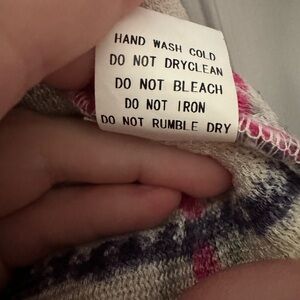 HAND WASH COLD
DO NOT DRYCLEAN
DO NOT BLEACH
DO NOT IRON
DO NOT RUMBLE DRY